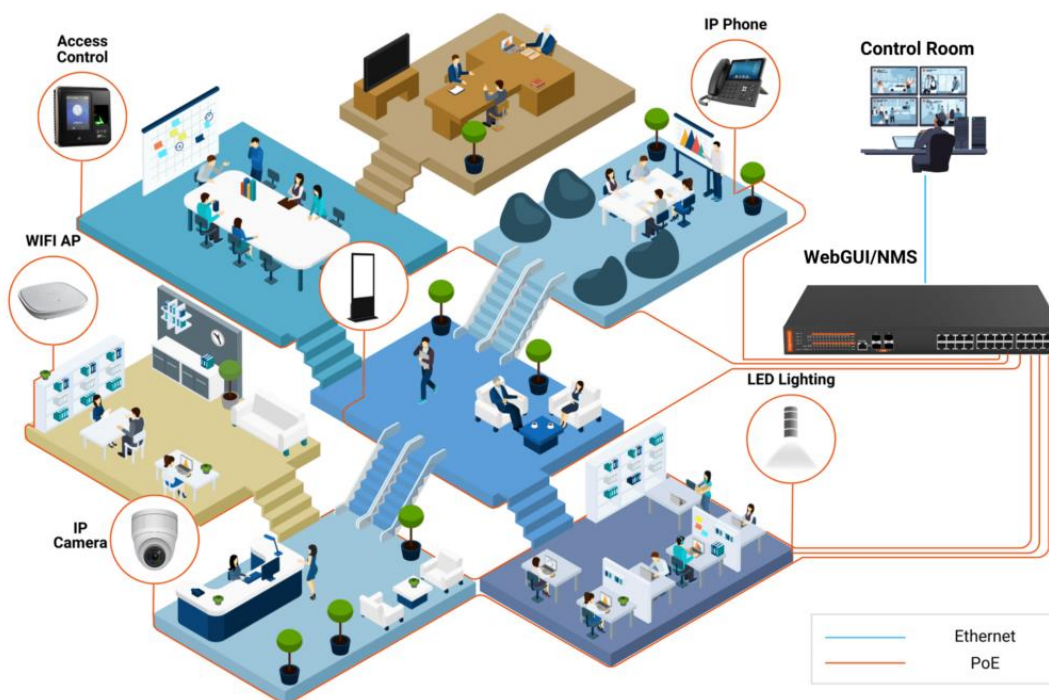 Access
Control
IP Phone
Control Room
WIFI AP
WebGUI/NMS
LED Lighting
IP
Camera
Ethernet
PoE